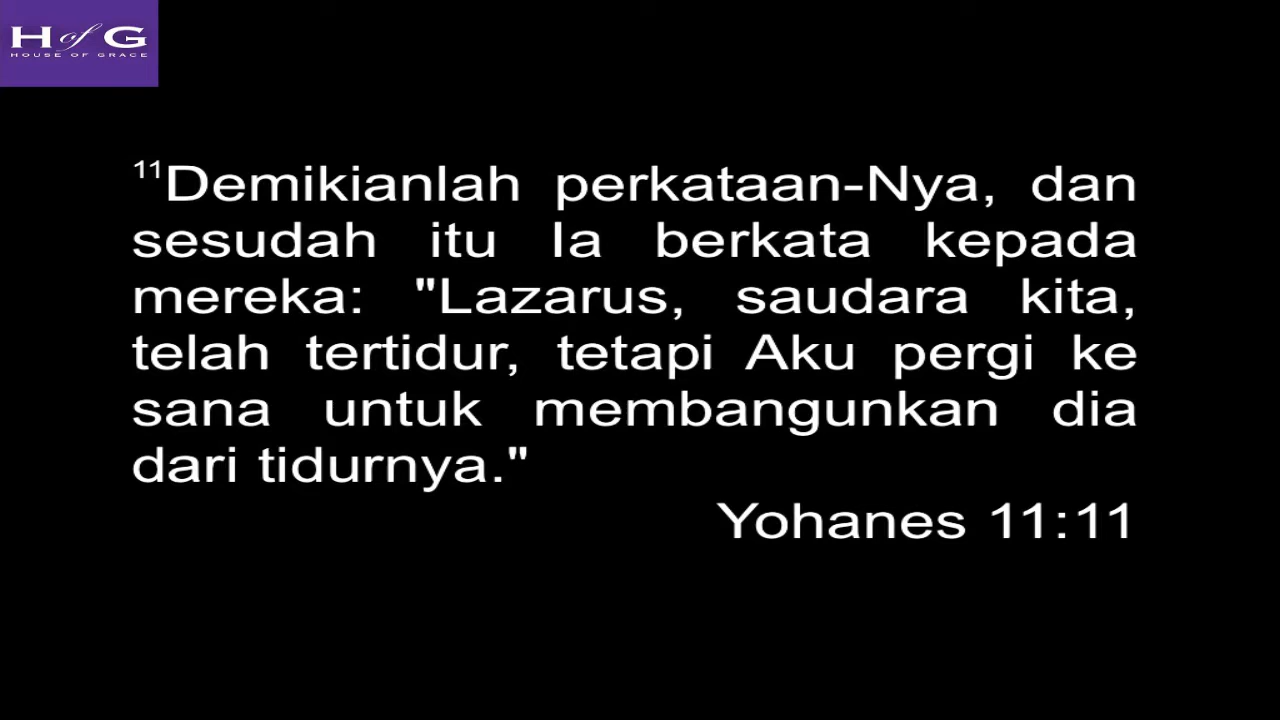 H of G
HOUSE OF GRACE
11Demikianlah perkataan-Nya, dan
sesudah itu Ia berkata kepada
mereka: "Lazarus, saudara kita,
telah tertidur, tetapi Aku pergi ke
sana untuk membangunkan dia
dari tidurnya."
Yohanes 11:11